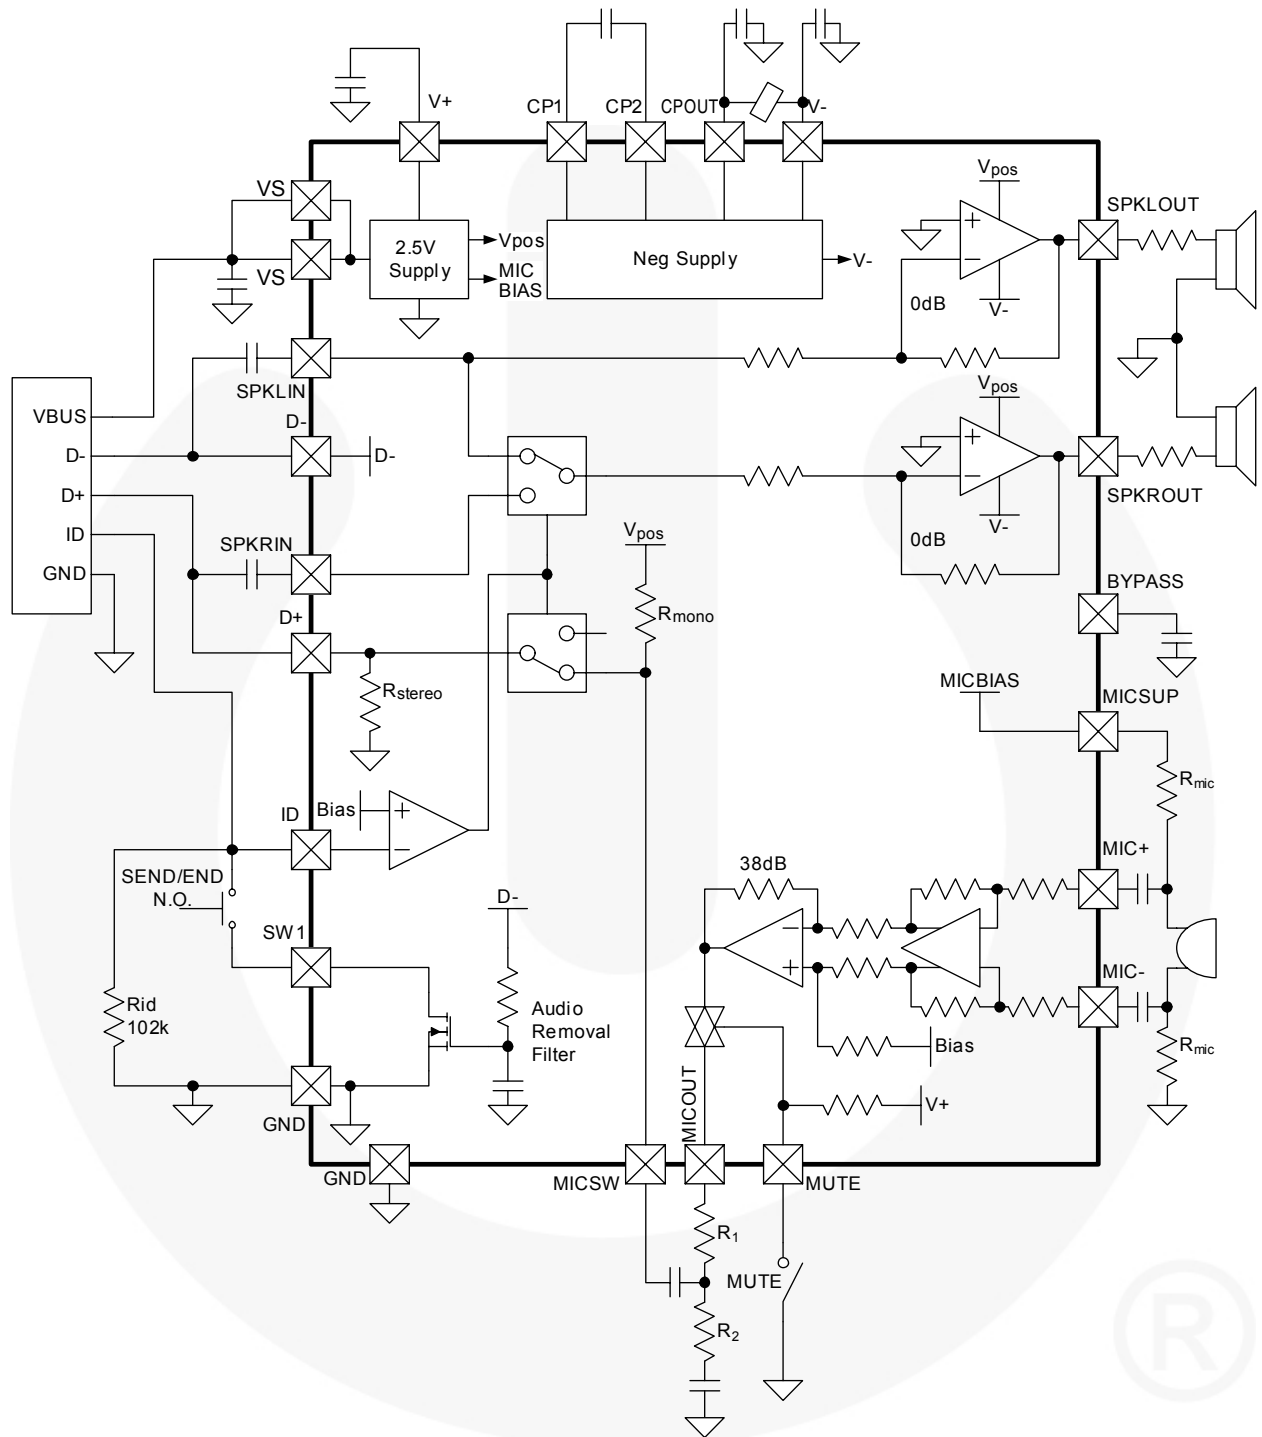 V+
CP1
CP2
CPOUT
V-
VS
VS
2.5V
Supply
Vpos
MIC
BIAS
Neg Supply
V-
Vpos
+
−
0dB
V-
SPKLOUT
SPKLIN
VBUS
D-
D+
ID
GND
D-
D-
Vpos
+
−
0dB
V-
SPKROUT
SPKRIN
D+
Rstereo
Vpos
Rmono
BYPASS
MICBIAS
MICSUP
Rmic
ID
Bias
+
−
SEND/END
N.O.
SW1
Rid
102k
D-
Audio
Removal
Filter
38dB
−
+
MIC+
MIC-
Rmic
Bias
V+
GND
GND
MICSW
MICOUT
MUTE
R1
R2
MUTE
®